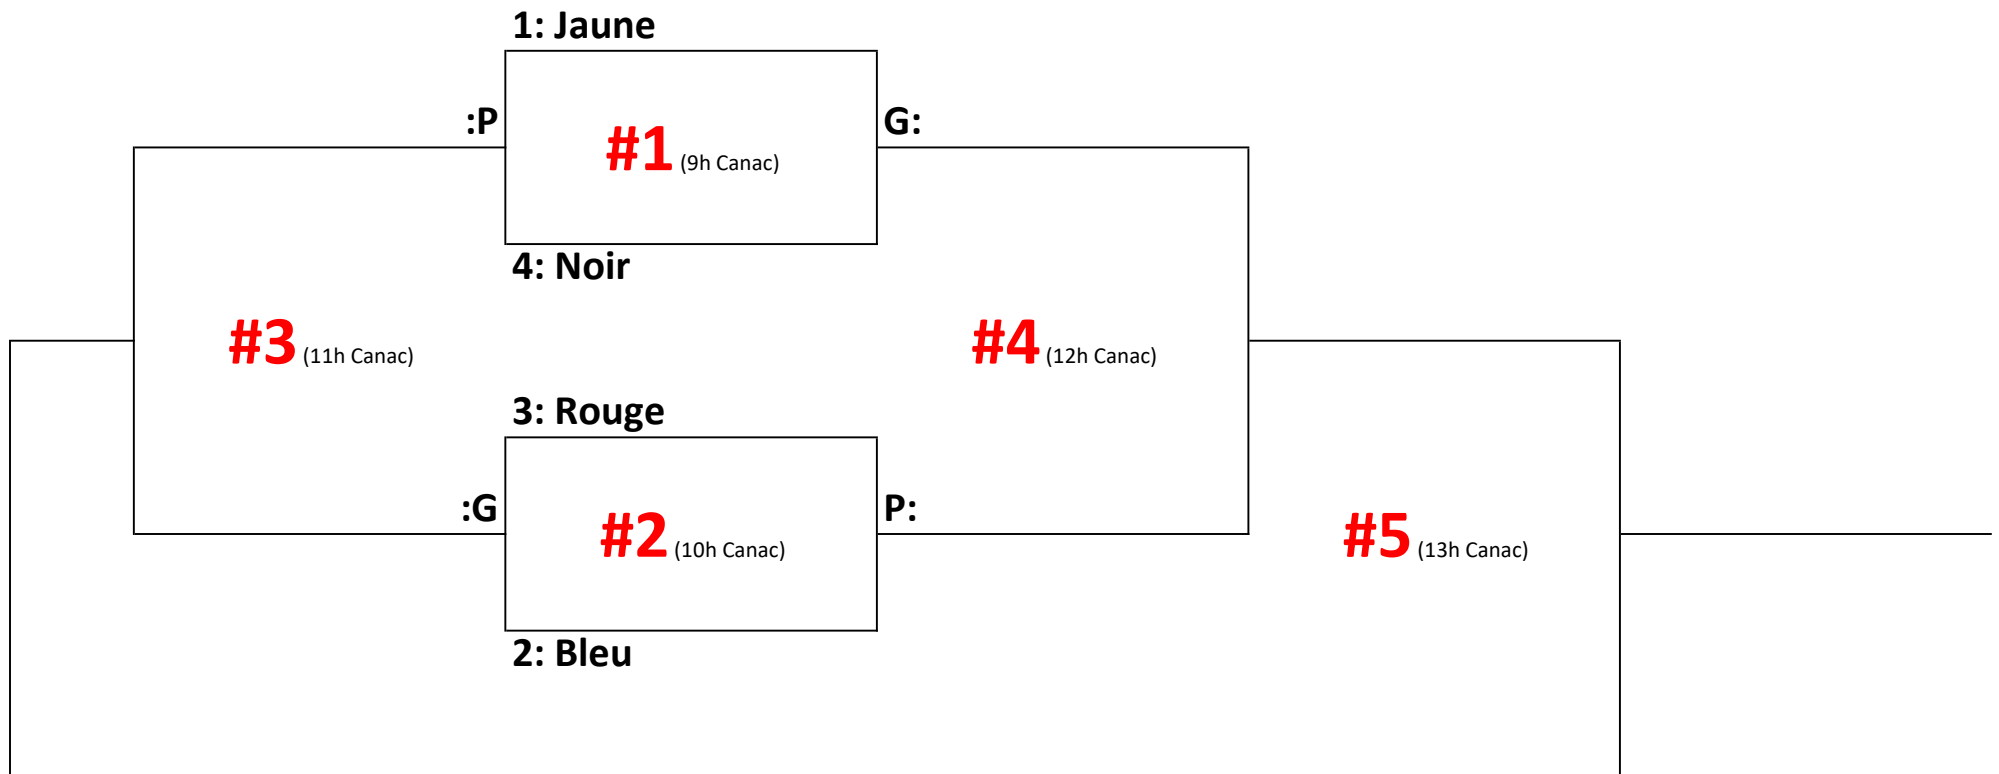 1: Jaune
:P
#1 (9h Canac)
G:
4: Noir
#3 (11h Canac)
#4 (12h Canac)
3: Rouge
:G
#2 (10h Canac)
P:
#5 (13h Canac)
2: Bleu